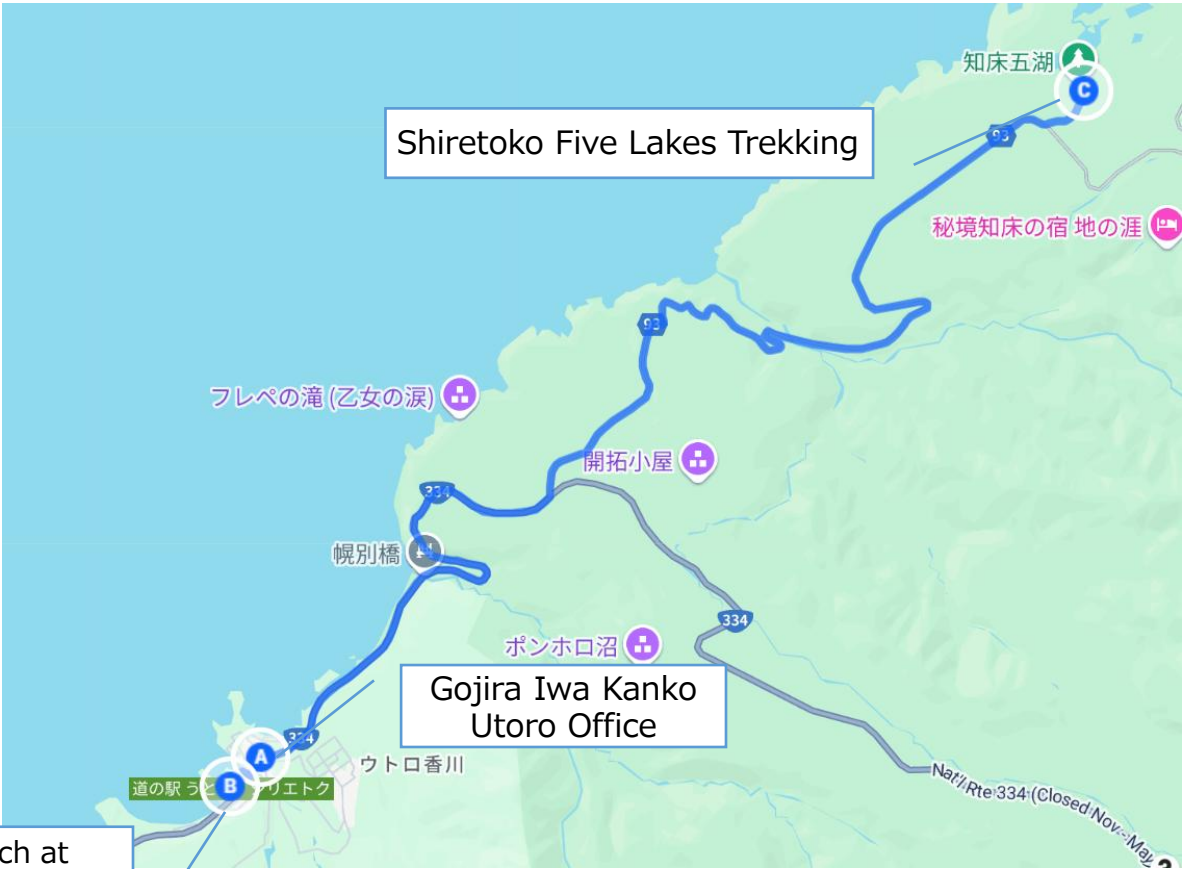 知床五湖
C
Shiretoko Five Lakes Trekking
93
秘境知床の宿 地の涯
93
フレペの滝 (乙女の涙)
開拓小屋
334
幌別橋
334
ポンホロ沼
Gojira Iwa Kanko
Utoro Office
334
A
ウトロ香川
道の駅 うと
B
リエトク
Nat'l Rte 334 (Closed Nov.-May
ch at